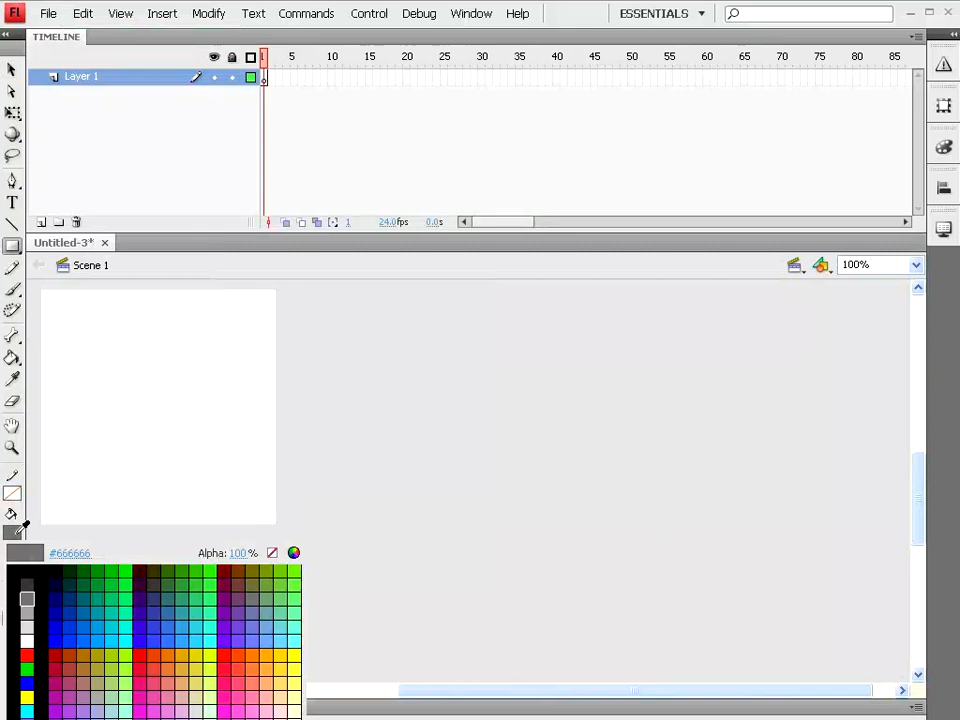 Fl File Edit View Insert Modify Text Commands Control Debug Window Help ESSENTIALS
TIMELINE
1 5 10 15 20 25 30 35 40 45 50 55 60 65 70 75 80 85
Layer 1
1 24.0fps 0.0s
Untitled-3*
Scene 1 100%
#666666 Alpha: 100 %